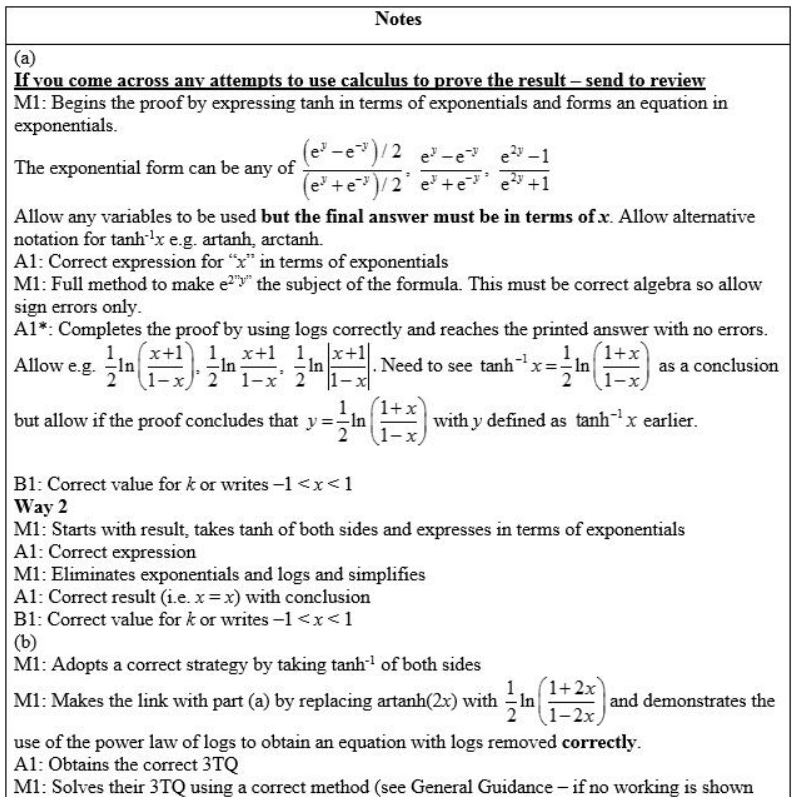 Notes
(a)
If you come across any attempts to use calculus to prove the result – send to review
M1: Begins the proof by expressing tanh in terms of exponentials and forms an equation in
exponentials.
The exponential form can be any of (eʸ − e⁻ʸ)/2 / (eʸ + e⁻ʸ)/2, eʸ − e⁻ʸ / eʸ + e⁻ʸ, e²ʸ − 1 / e²ʸ + 1
Allow any variables to be used but the final answer must be in terms of x. Allow alternative
notation for tanh⁻¹x e.g. artanh, arctanh.
A1: Correct expression for “x” in terms of exponentials
M1: Full method to make e²“ʸ” the subject of the formula. This must be correct algebra so allow
sign errors only.
A1*: Completes the proof by using logs correctly and reaches the printed answer with no errors.
Allow e.g. 1/2 ln((x+1)/(1−x)), 1/2 ln (x+1)/(1−x), 1/2 ln|(x+1)/(1−x)|. Need to see tanh⁻¹ x = 1/2 ln((1+x)/(1−x)) as a conclusion
but allow if the proof concludes that y = 1/2 ln((1+x)/(1−x)) with y defined as tanh⁻¹ x earlier.
B1: Correct value for k or writes −1 < x < 1
Way 2
M1: Starts with result, takes tanh of both sides and expresses in terms of exponentials
A1: Correct expression
M1: Eliminates exponentials and logs and simplifies
A1: Correct result (i.e. x = x) with conclusion
B1: Correct value for k or writes −1 < x < 1
(b)
M1: Adopts a correct strategy by taking tanh⁻¹ of both sides
M1: Makes the link with part (a) by replacing artanh(2x) with 1/2 ln((1+2x)/(1−2x)) and demonstrates the
use of the power law of logs to obtain an equation with logs removed correctly.
A1: Obtains the correct 3TQ
M1: Solves their 3TQ using a correct method (see General Guidance – if no working is shown